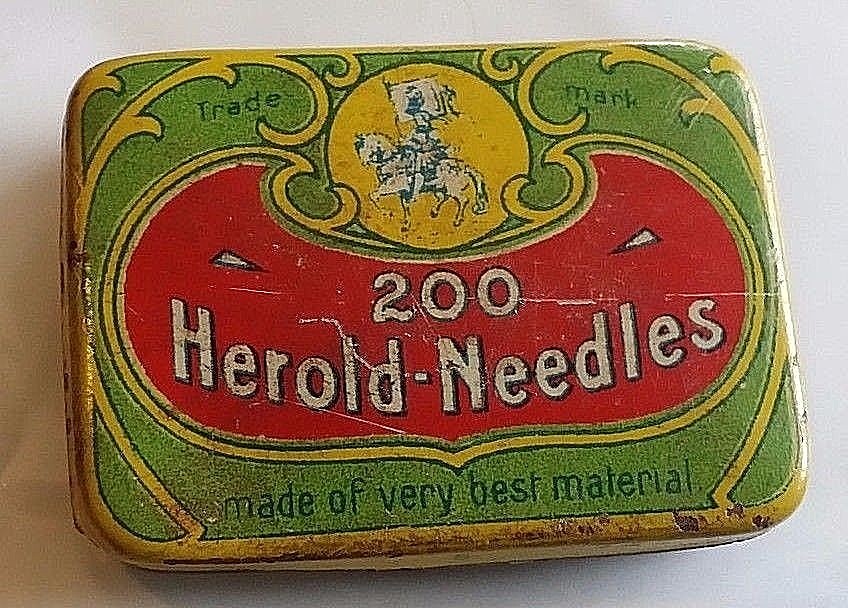 Trade mark
200
Herold-Needles
made of very best material